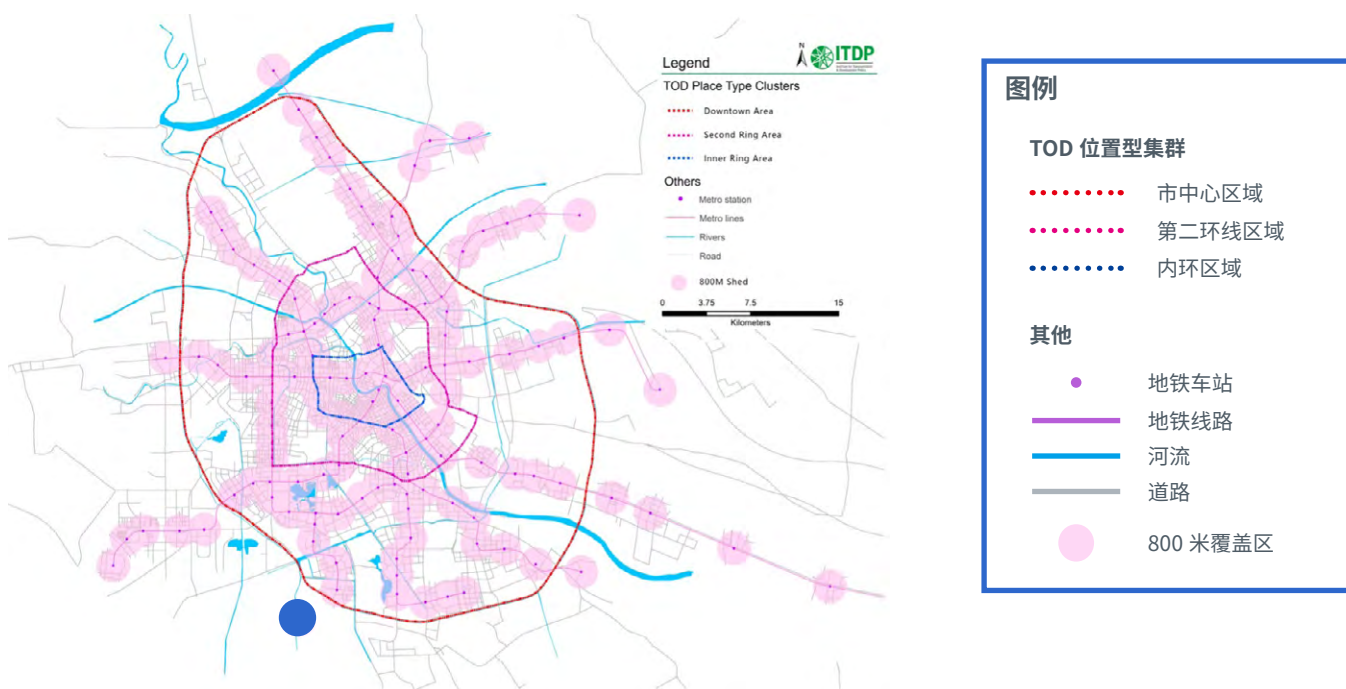 Legend
N
ITDP
TOD Place Type Clusters
Downtown Area
Second Ring Area
Inner Ring Area
Others
Metro station
Metro lines
Rivers
Road
800M Shed
0 3.75 7.5 15
Kilometers
图例
TOD 位置型集群
市中心区域
第二环线区域
内环区域
其他
地铁车站
地铁线路
河流
道路
800 米覆盖区